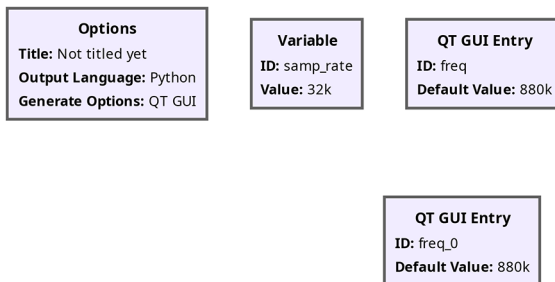 Options
Title: Not titled yet
Output Language: Python
Generate Options: QT GUI
Variable
ID: samp_rate
Value: 32k
QT GUI Entry
ID: freq
Default Value: 880k
QT GUI Entry
ID: freq_0
Default Value: 880k